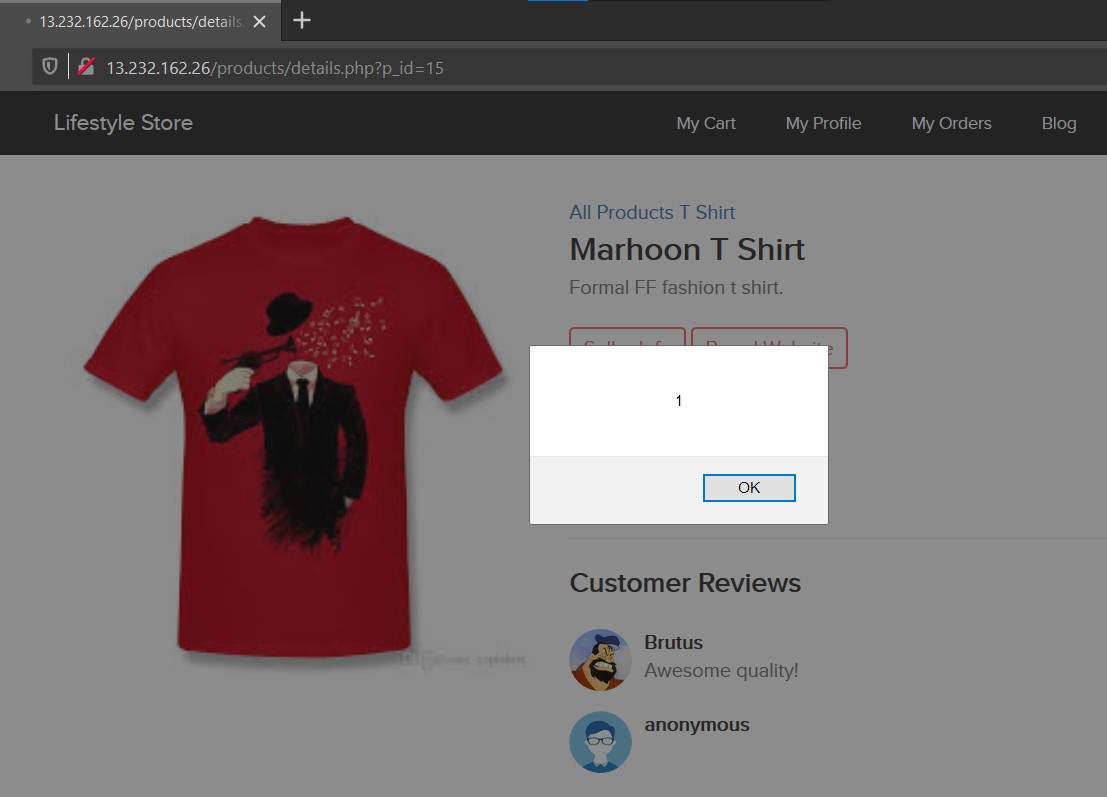 13.232.162.26/products/details.
13.232.162.26/products/details.php?p_id=15
Lifestyle Store
My Cart
My Profile
My Orders
Blog
All Products T Shirt
Marhoon T Shirt
Formal FF fashion t shirt.
1
OK
Customer Reviews
Brutus
Awesome quality!
anonymous